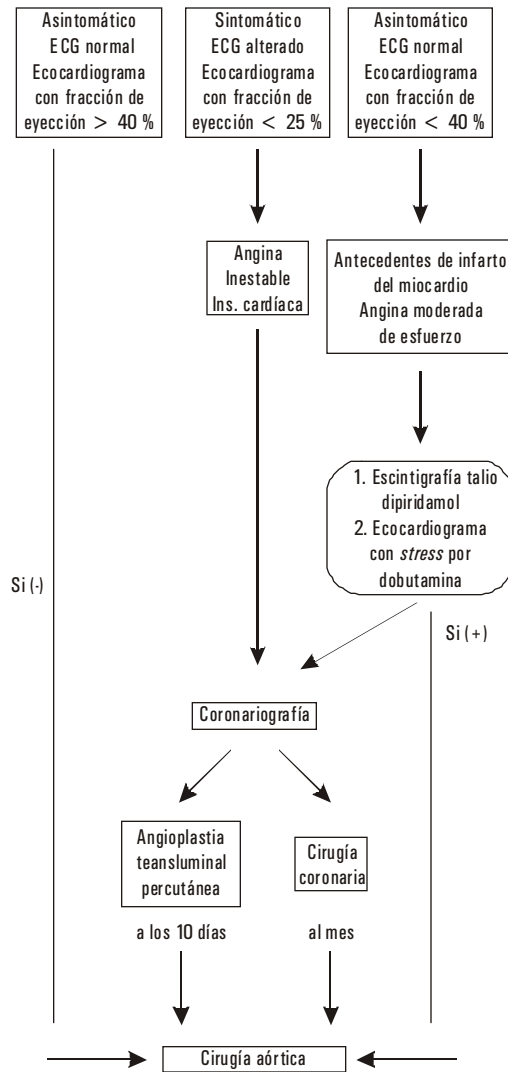 Asintomático
ECG normal
Ecocardiograma
con fracción de
eyección > 40 %
Sintomático
ECG alterado
Ecocardiograma
con fracción de
eyección < 25 %
Asintomático
ECG normal
Ecocardiograma
con fracción de
eyección < 40 %
Angina
Inestable
Ins. cardíaca
Antecedentes de infarto
del miocardio
Angina moderada
de esfuerzo
1. Escintigrafía talio
dipiridamol
2. Ecocardiograma
con stress por
dobutamina
Si (-)
Si (+)
Coronariografía
Angioplastia
teansluminal
percutánea
Cirugía
coronaria
a los 10 días
al mes
Cirugía aórtica